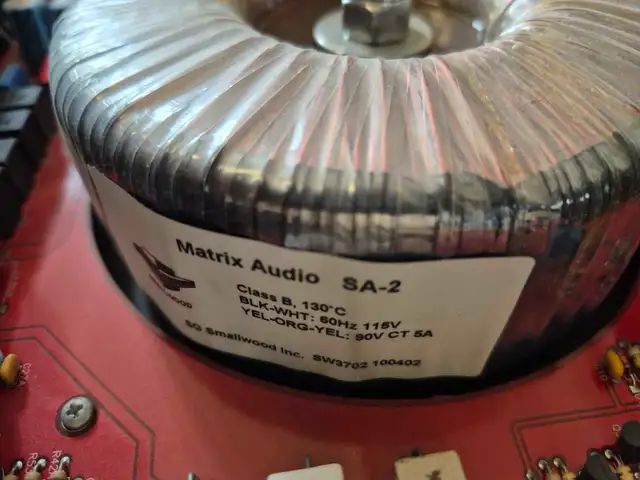 Matrix Audio SA-2
Class B, 130°C
BLK-WHT: 60Hz 115V
YEL-ORG-YEL: 90V CT 5A
SG Smallwood Inc. SW3702 100402